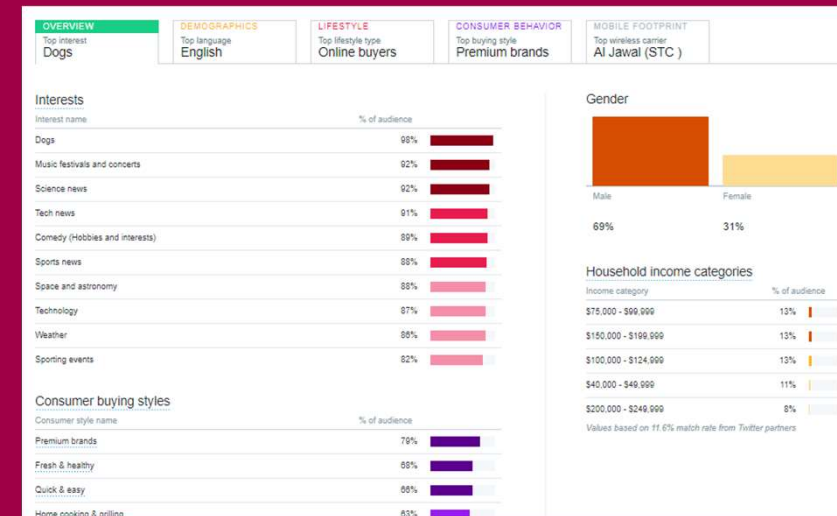 OVERVIEW
Top interest
Dogs
DEMOGRAPHICS
Top language
English
LIFESTYLE
Top lifestyle type
Online buyers
CONSUMER BEHAVIOR
Top buying style
Premium brands
MOBILE FOOTPRINT
Top wireless carrier
Al Jawal (STC )
Interests
Interest name % of audience
Dogs 98%
Music festivals and concerts 92%
Science news 92%
Tech news 91%
Comedy (Hobbies and interests) 89%
Sports news 88%
Space and astronomy 88%
Technology 87%
Weather 86%
Sporting events 82%
Consumer buying styles
Consumer style name % of audience
Premium brands 79%
Fresh & healthy 68%
Quick & easy 66%
Home cooking & grilling 63%
Gender
Male Female
69% 31%
Household income categories
Income category % of audience
$75,000 - $99,999 13%
$150,000 - $199,999 13%
$100,000 - $124,999 13%
$40,000 - $49,999 11%
$200,000 - $249,999 8%
Values based on 11.6% match rate from Twitter partners